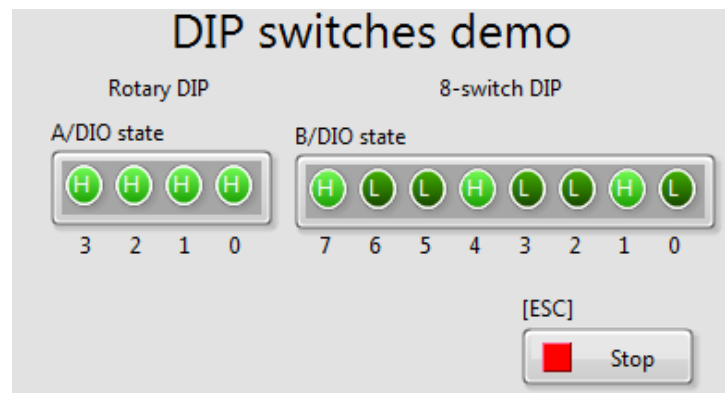 DIP switches demo
Rotary DIP
8-switch DIP
A/DIO state
B/DIO state
H H H H
H L L H L L H L
3 2 1 0
7 6 5 4 3 2 1 0
[ESC]
Stop